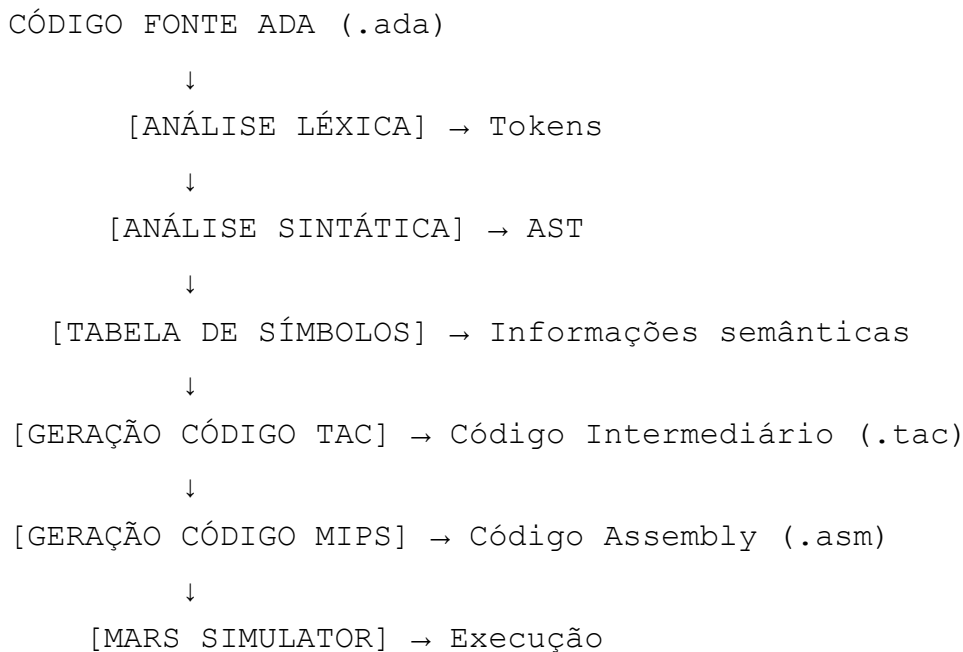 CÓDIGO FONTE ADA (.ada)
↓
[ANÁLISE LÉXICA] → Tokens
↓
[ANÁLISE SINTÁTICA] → AST
↓
[TABELA DE SÍMBOLOS] → Informações semânticas
↓
[GERAÇÃO CÓDIGO TAC] → Código Intermediário (.tac)
↓
[GERAÇÃO CÓDIGO MIPS] → Código Assembly (.asm)
↓
[MARS SIMULATOR] → Execução